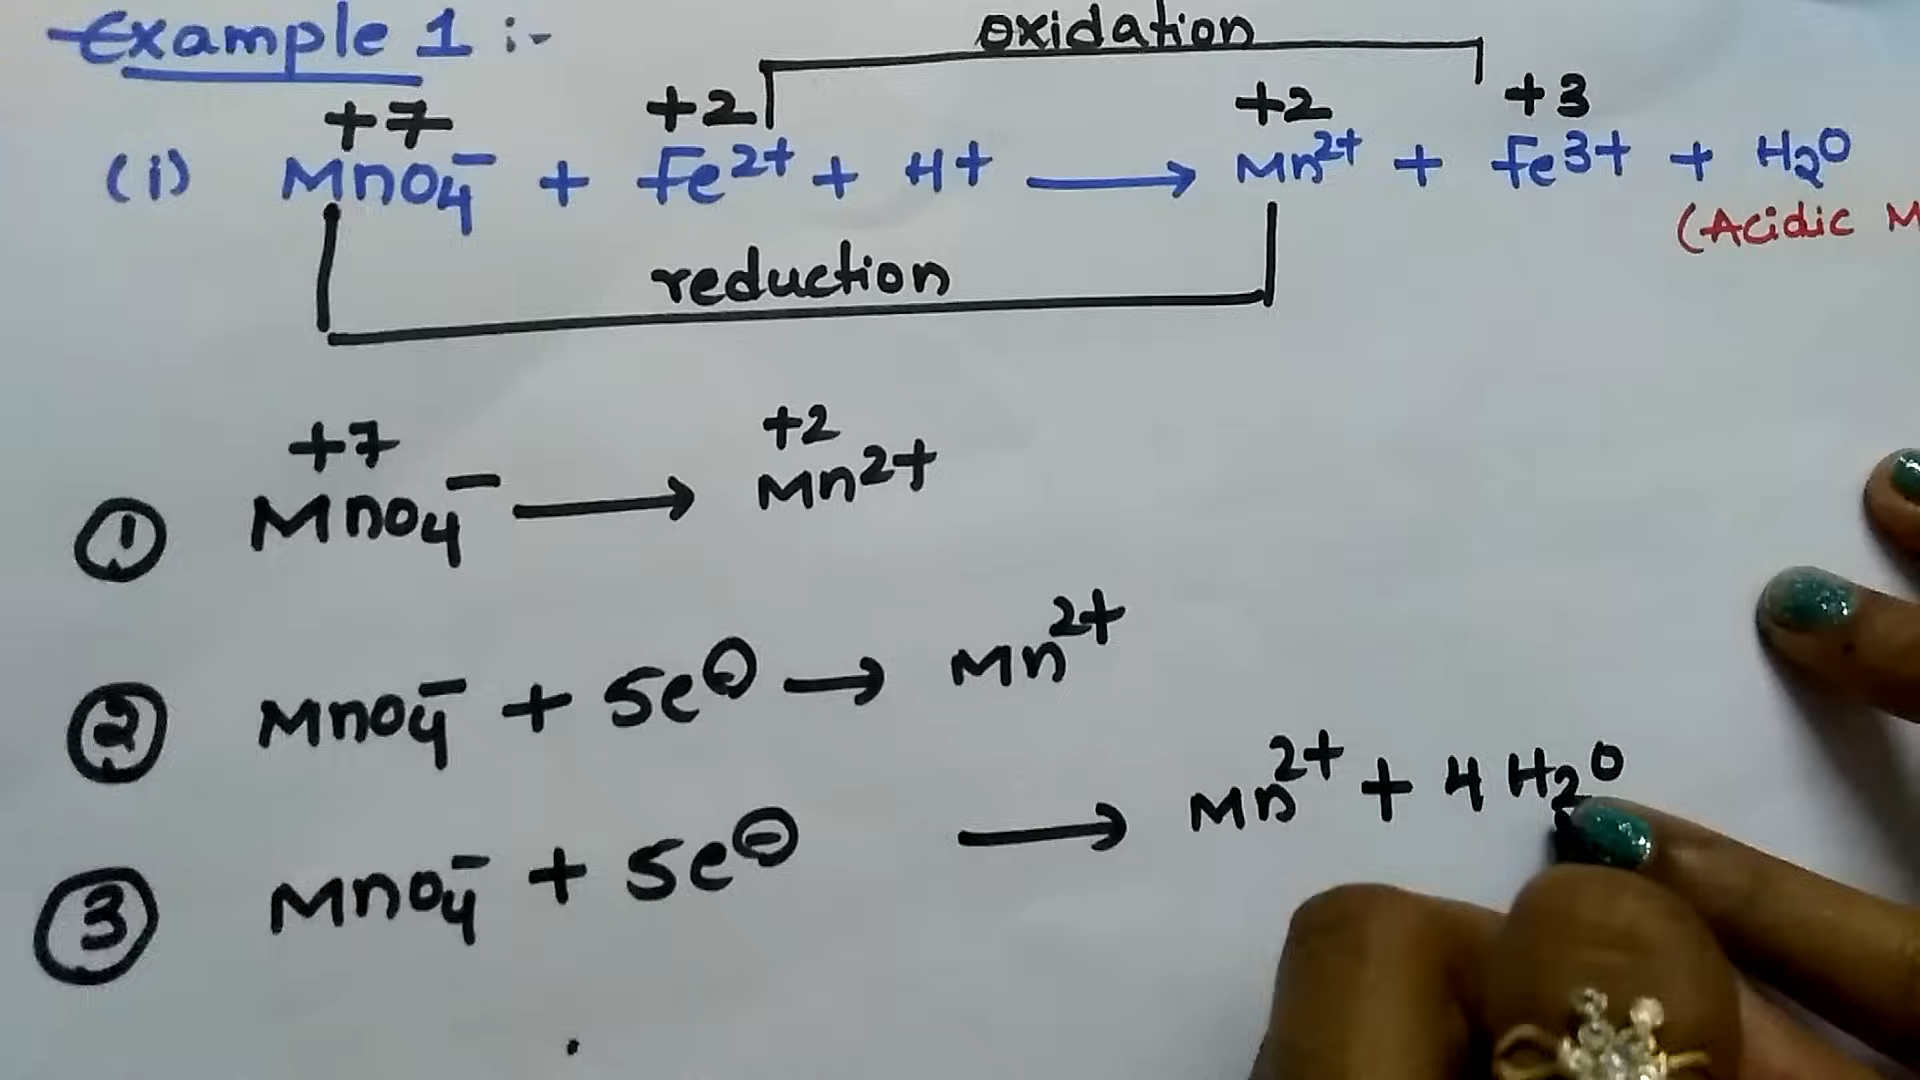 Example 1 :-
oxidation
+7 +2 +2 +3
(i) MnO4⁻ + Fe2+ + H+ → Mn2+ + Fe3+ + H2O
(Acidic M
reduction
+7 +2
① MnO4⁻ → Mn2+
② MnO4⁻ + 5e⊖ → Mn2+
③ MnO4⁻ + 5e⊖ → Mn2+ + 4H2O